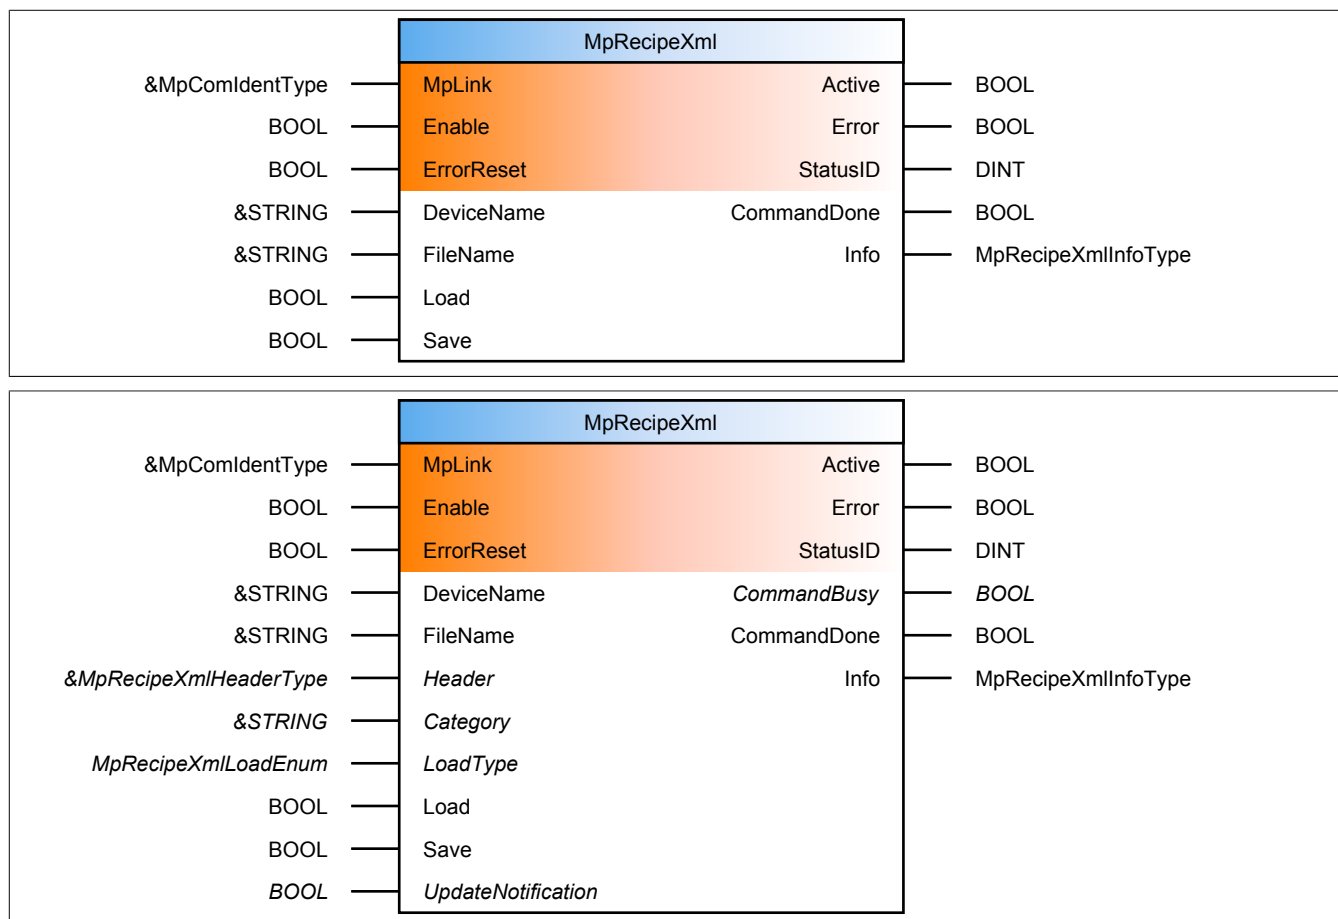 MpRecipeXml
&MpComIdentType MpLink Active BOOL
BOOL Enable Error BOOL
BOOL ErrorReset StatusID DINT
&STRING DeviceName CommandDone BOOL
&STRING FileName Info MpRecipeXmlInfoType
BOOL Load
BOOL Save
MpRecipeXml
&MpComIdentType MpLink Active BOOL
BOOL Enable Error BOOL
BOOL ErrorReset StatusID DINT
&STRING DeviceName CommandBusy BOOL
&STRING FileName CommandDone BOOL
&MpRecipeXmlHeaderType Header Info MpRecipeXmlInfoType
&STRING Category
MpRecipeXmlLoadEnum LoadType
BOOL Load
BOOL Save
BOOL UpdateNotification